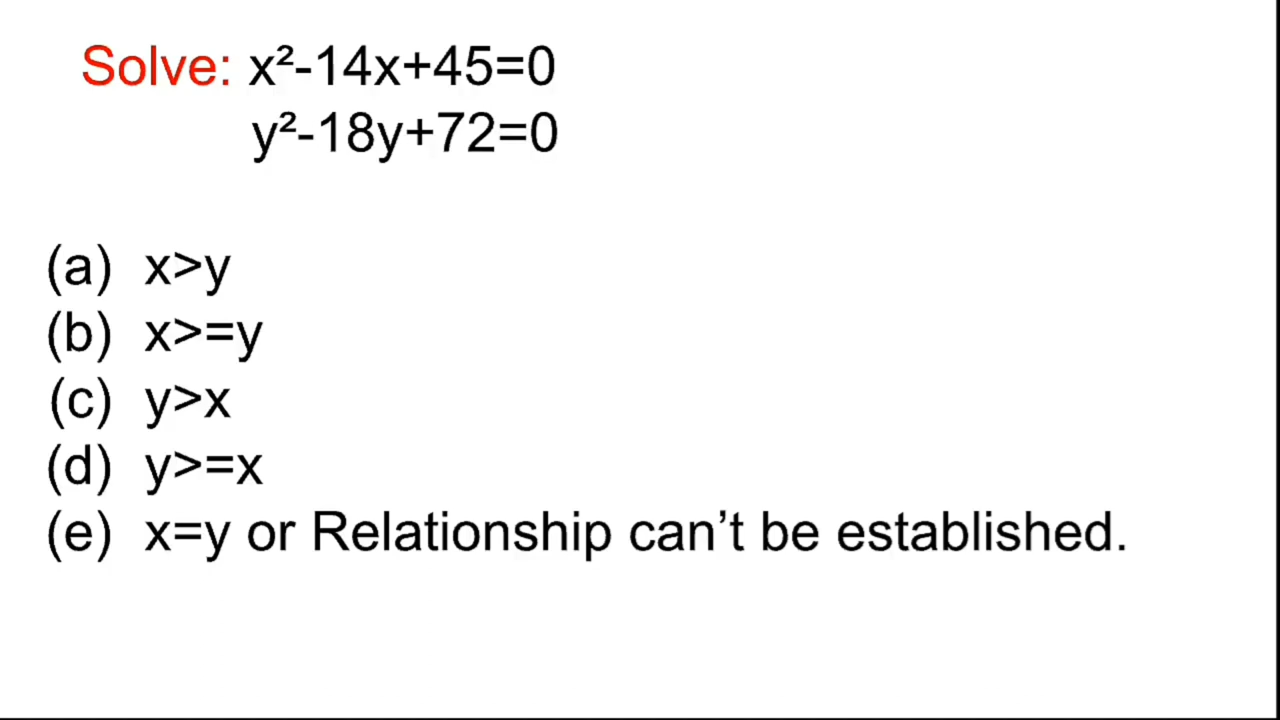 Solve: x²-14x+45=0
y²-18y+72=0
(a) x>y
(b) x>=y
(c) y>x
(d) y>=x
(e) x=y or Relationship can’t be established.